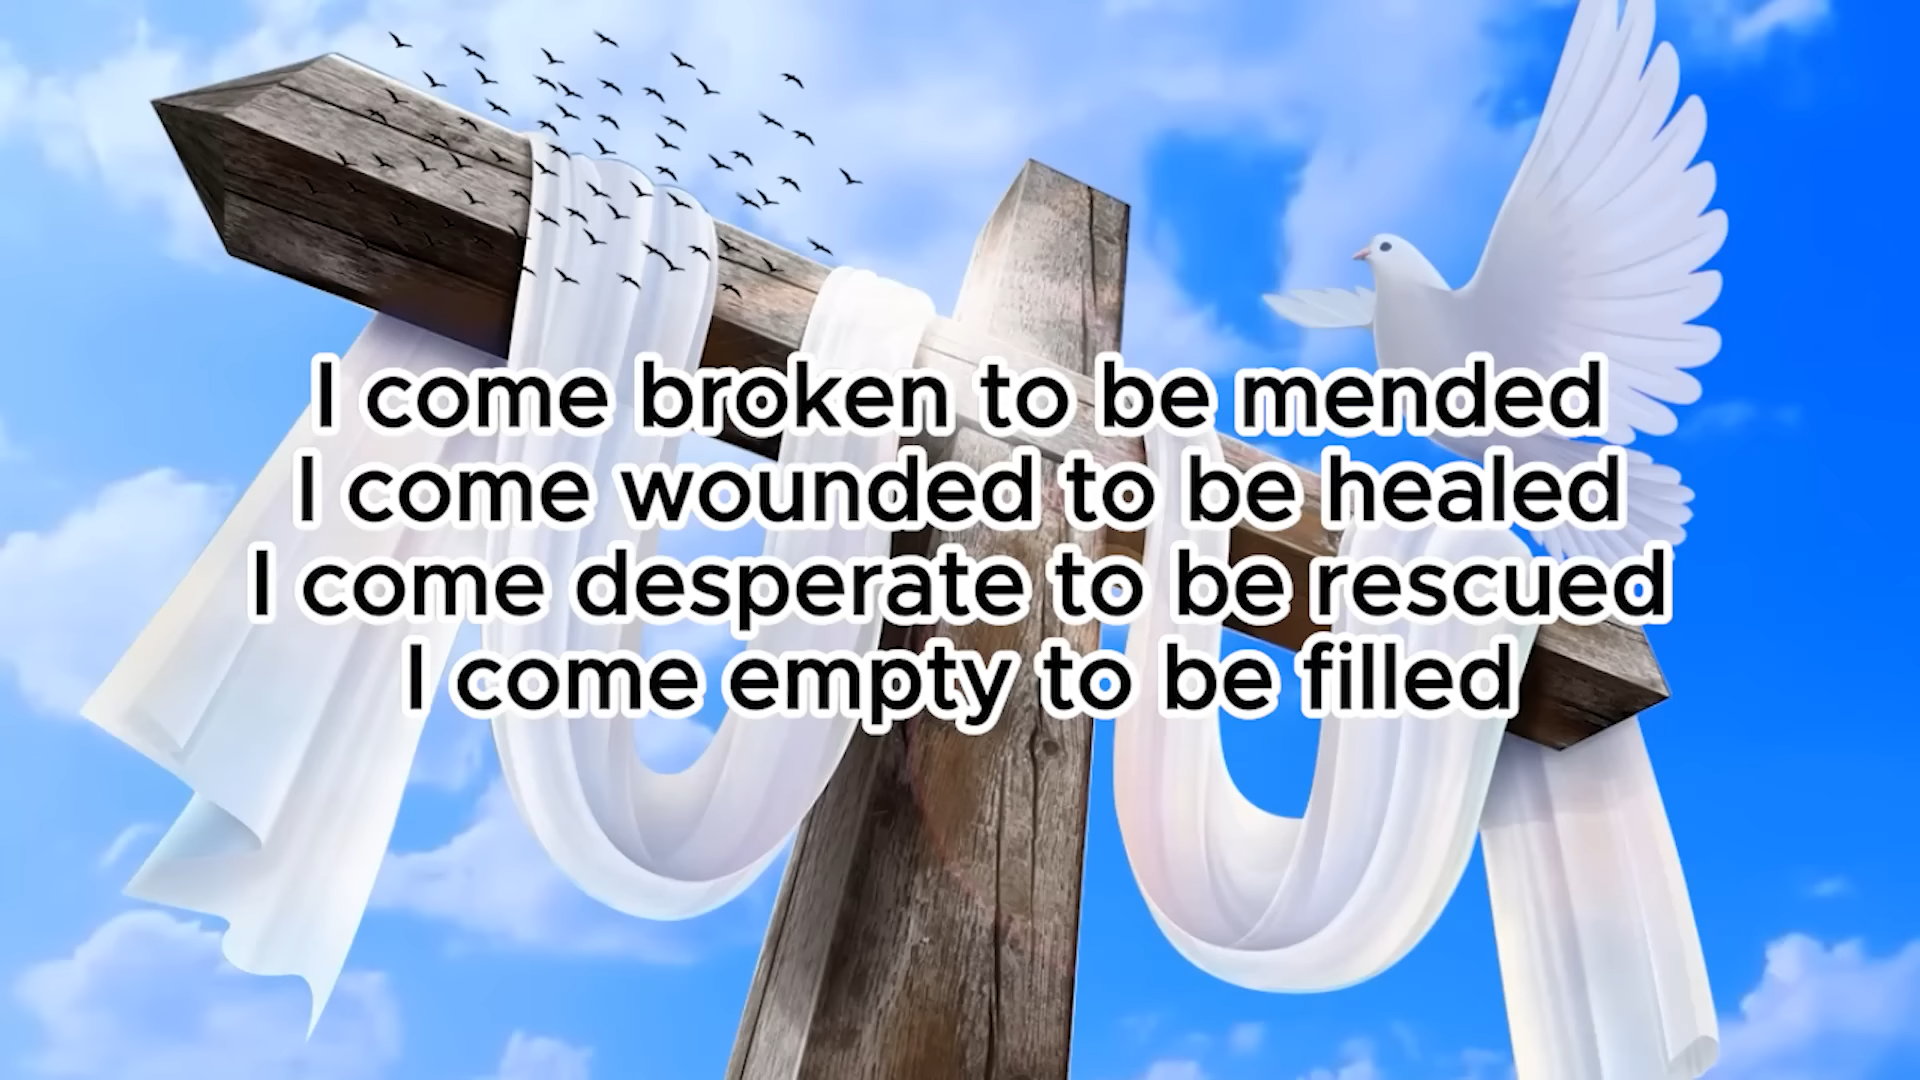 I come broken to be mended
I come wounded to be healed
I come desperate to be rescued
I come empty to be filled